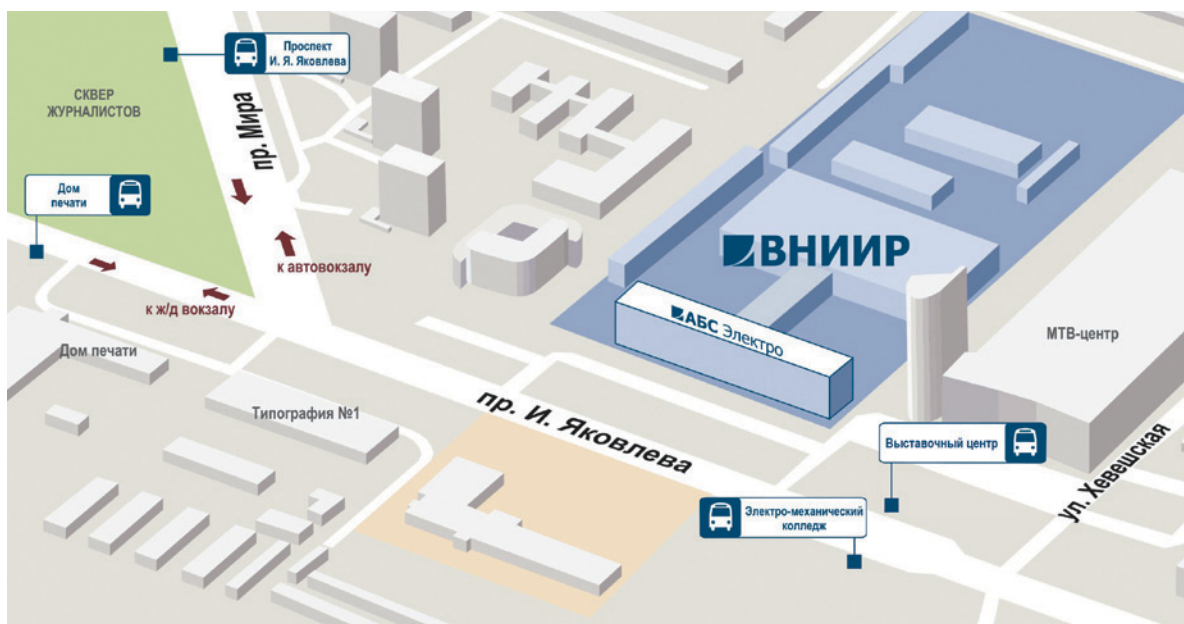 Проспект
И. Я. Яковлева
СКВЕР
ЖУРНАЛИСТОВ
пр. Мира
Дом
печати
к автовокзалу
к ж/д вокзалу
ВНИИР
АБС Электро
МТВ-центр
Дом печати
Типография №1
пр. И. Яковлева
Выставочный центр
ул. Хевешская
Электро-механический
колледж